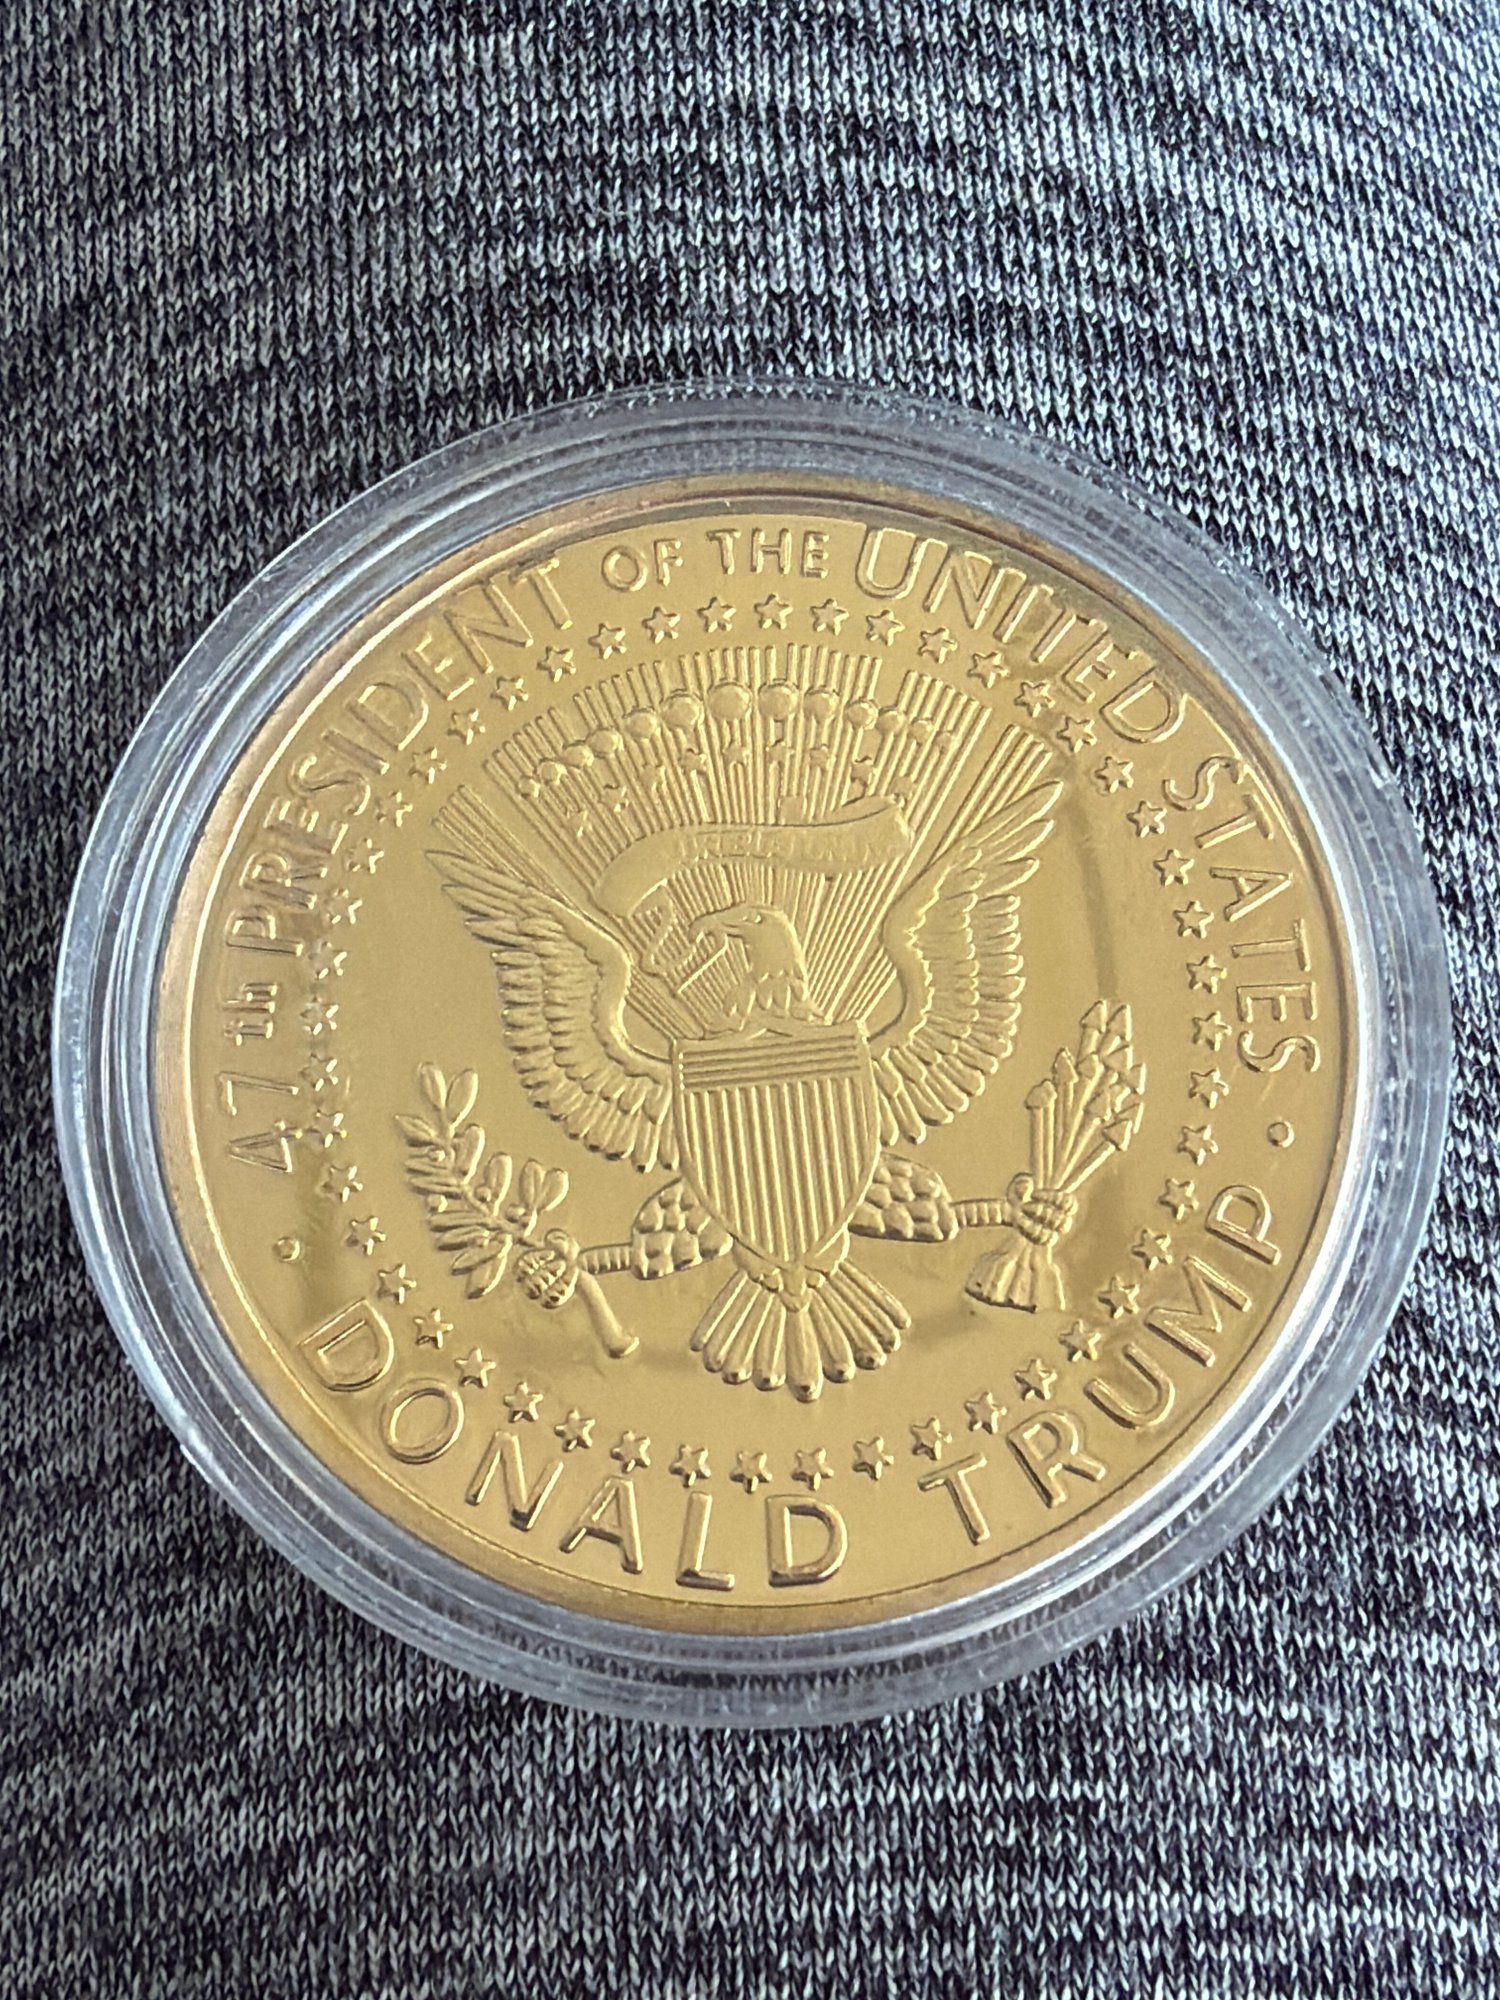 47th PRESIDENT OF THE UNITED STATES
DONALD TRUMP